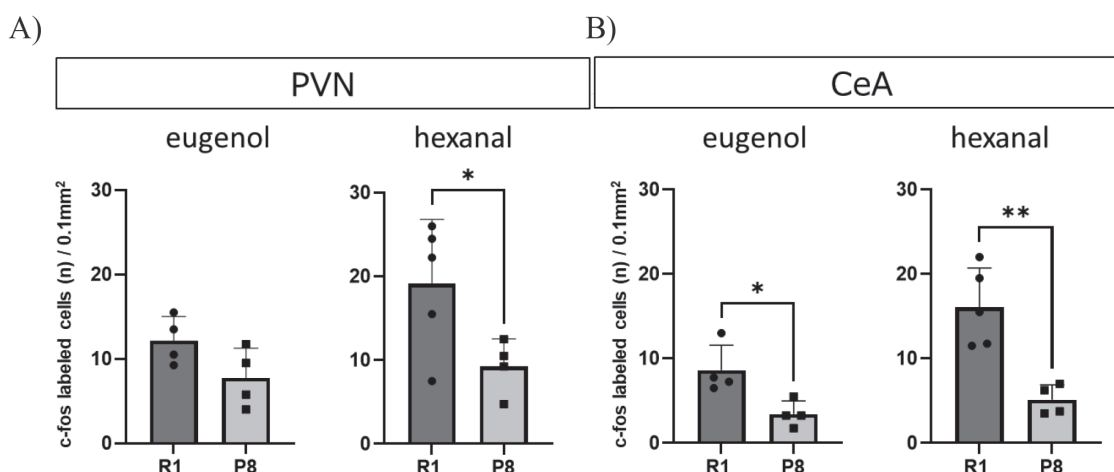 A)
B)
PVN
CeA
eugenol
hexanal
eugenol
hexanal
c-fos labeled cells (n) / 0.1mm²
30
20
10
0
R1 P8
*
30
20
10
0
R1 P8
c-fos labeled cells (n) / 0.1mm²
*
30
20
10
0
R1 P8
**
30
20
10
0
R1 P8